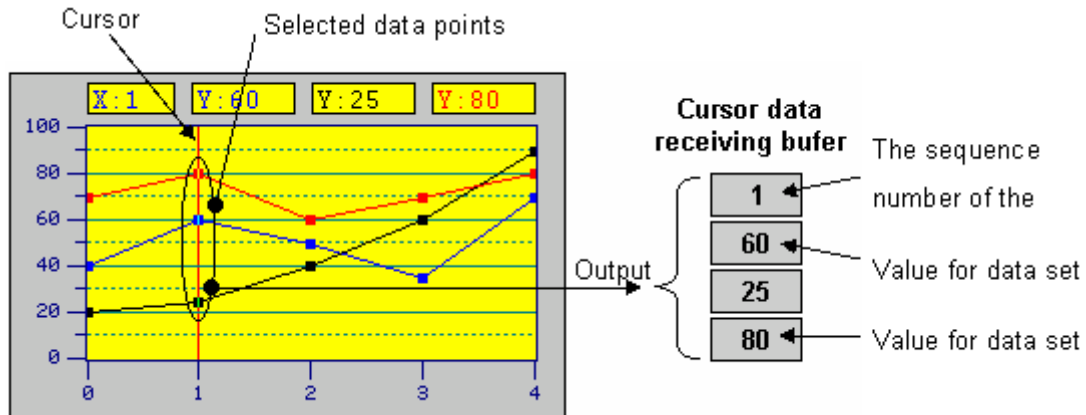 Cursor
Selected data points
X:1 Y:60 Y:25 Y:80
100
80
60
40
20
0
0 1 2 3 4
Output
Cursor data
receiving bufer
1
60
25
80
The sequence
number of the
Value for data set
Value for data set